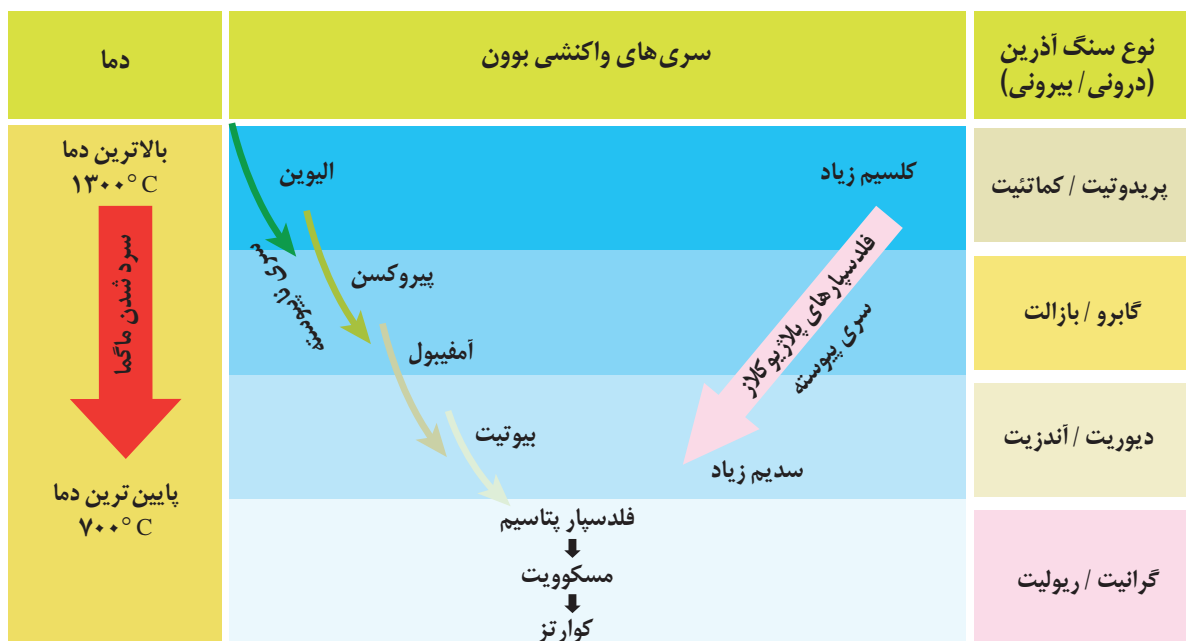 نوع سنگ آذرین
(درونی / بیرونی)
سری‌های واکنشی بوون
دما
پریدوتیت / کماتئیت
گابرو / بازالت
دیوریت / آندزیت
گرانیت / ریولیت
کلسیم زیاد
فلدسپارهای پلاژیوکلاز
سری پیوسته
سدیم زیاد
الیوین
پیروکسن
آمفیبول
بیوتیت
سری ناپیوسته
فلدسپار پتاسیم
مسکوویت
کوارتز
بالاترین دما
۱۳۰۰° C
سرد شدن ماگما
پایین ترین دما
۷۰۰° C